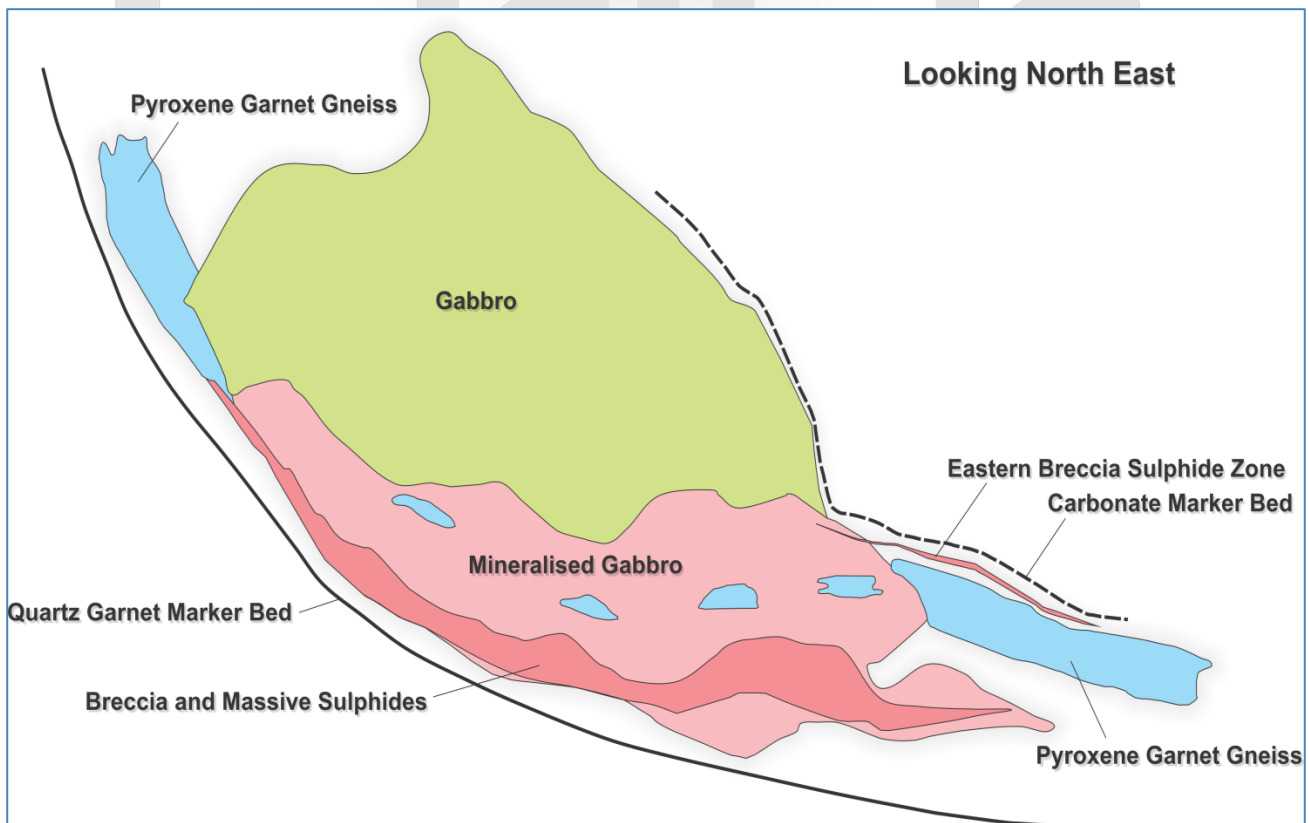 Looking North East
Pyroxene Garnet Gneiss
Gabbro
Eastern Breccia Sulphide Zone
Carbonate Marker Bed
Mineralised Gabbro
Quartz Garnet Marker Bed
Breccia and Massive Sulphides
Pyroxene Garnet Gneiss